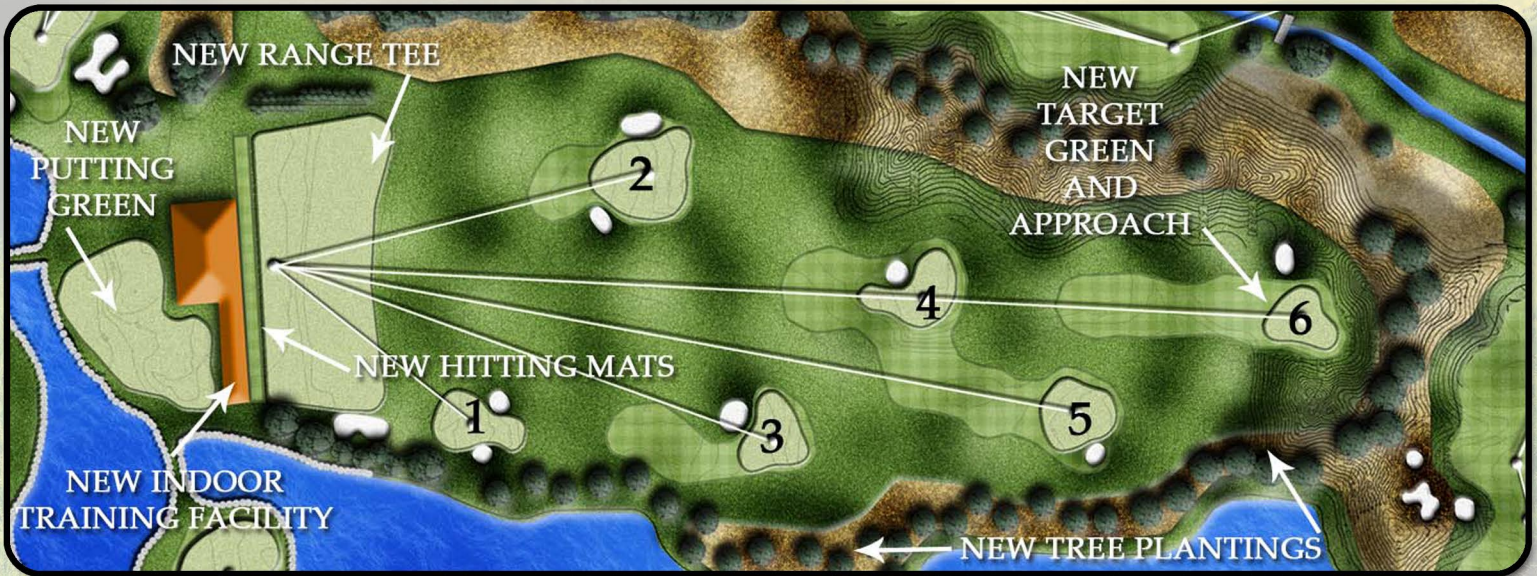 NEW RANGE TEE
NEW
PUTTING
GREEN
NEW
TARGET
GREEN
AND
APPROACH
2
4
6
NEW HITTING MATS
1
3
5
NEW INDOOR
TRAINING FACILITY
NEW TREE PLANTINGS